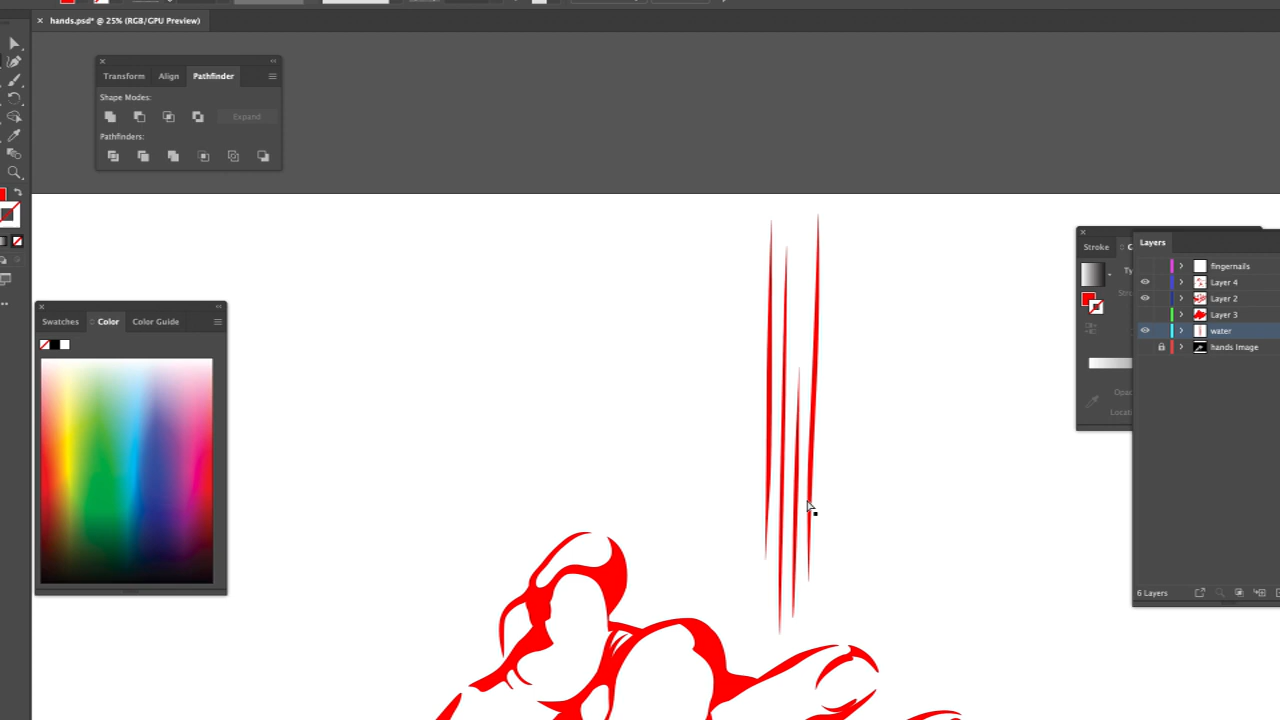 hands.psd* @ 25% (RGB/GPU Preview)
Transform Align Pathfinder
Shape Modes:
Expand
Pathfinders:
Swatches Color Color Guide
Stroke
Layers
fingernails
Layer 4
Layer 2
Layer 3
water
hands Image
6 Layers